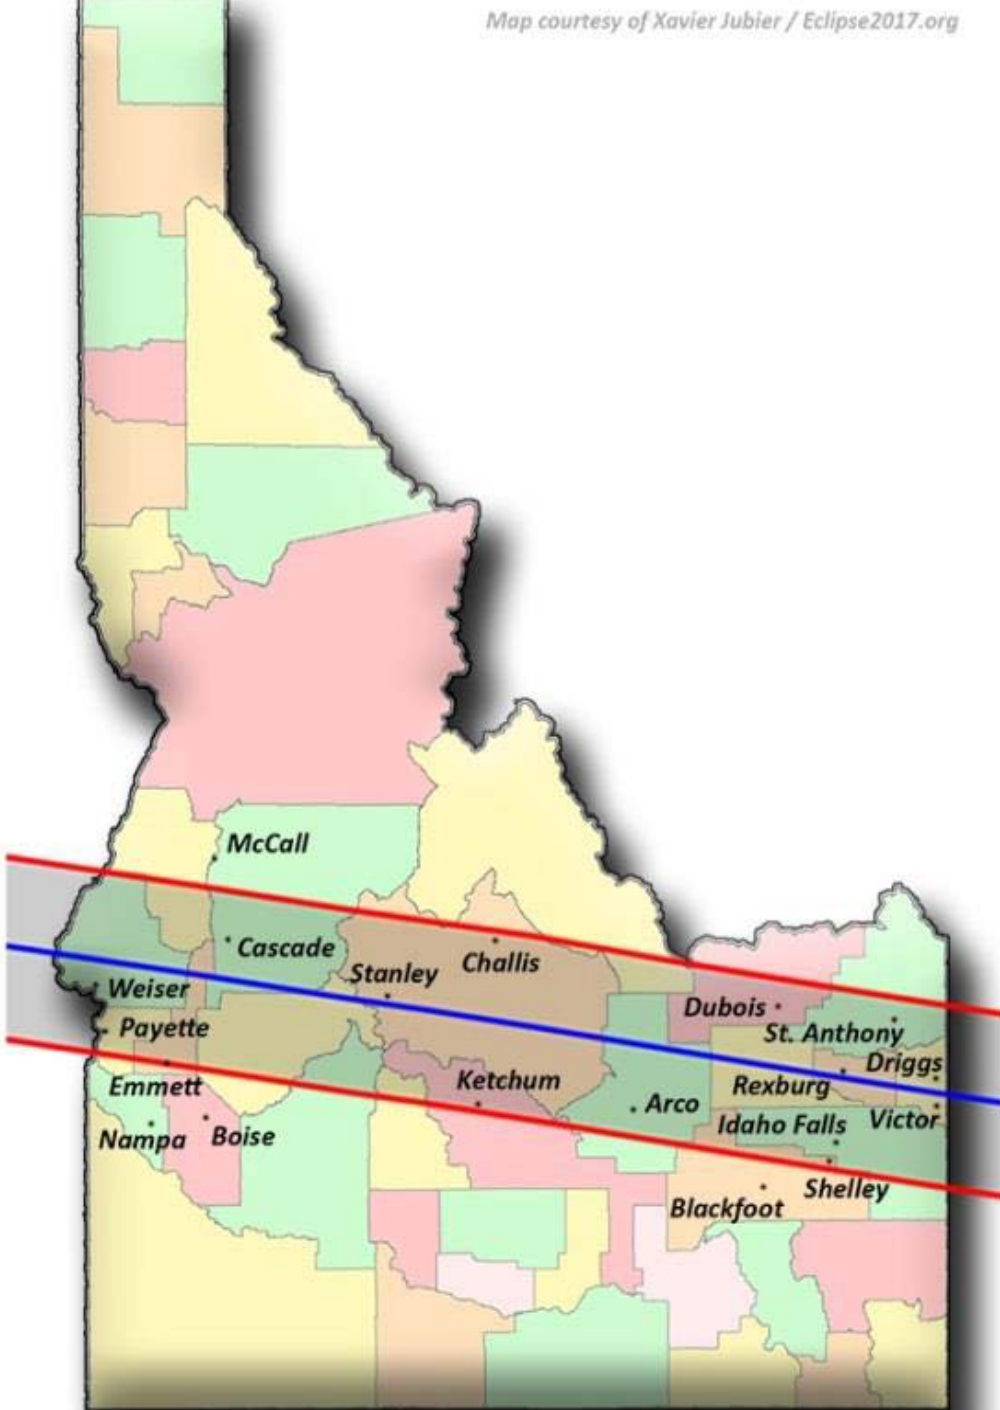 Map courtesy of Xavier Jubier / Eclipse2017.org
McCall
Cascade
Challis
Stanley
Weiser
Dubois
Payette
St. Anthony
Driggs
Emmett
Ketchum
Rexburg
Arco
Victor
Idaho Falls
Nampa
Boise
Shelley
Blackfoot